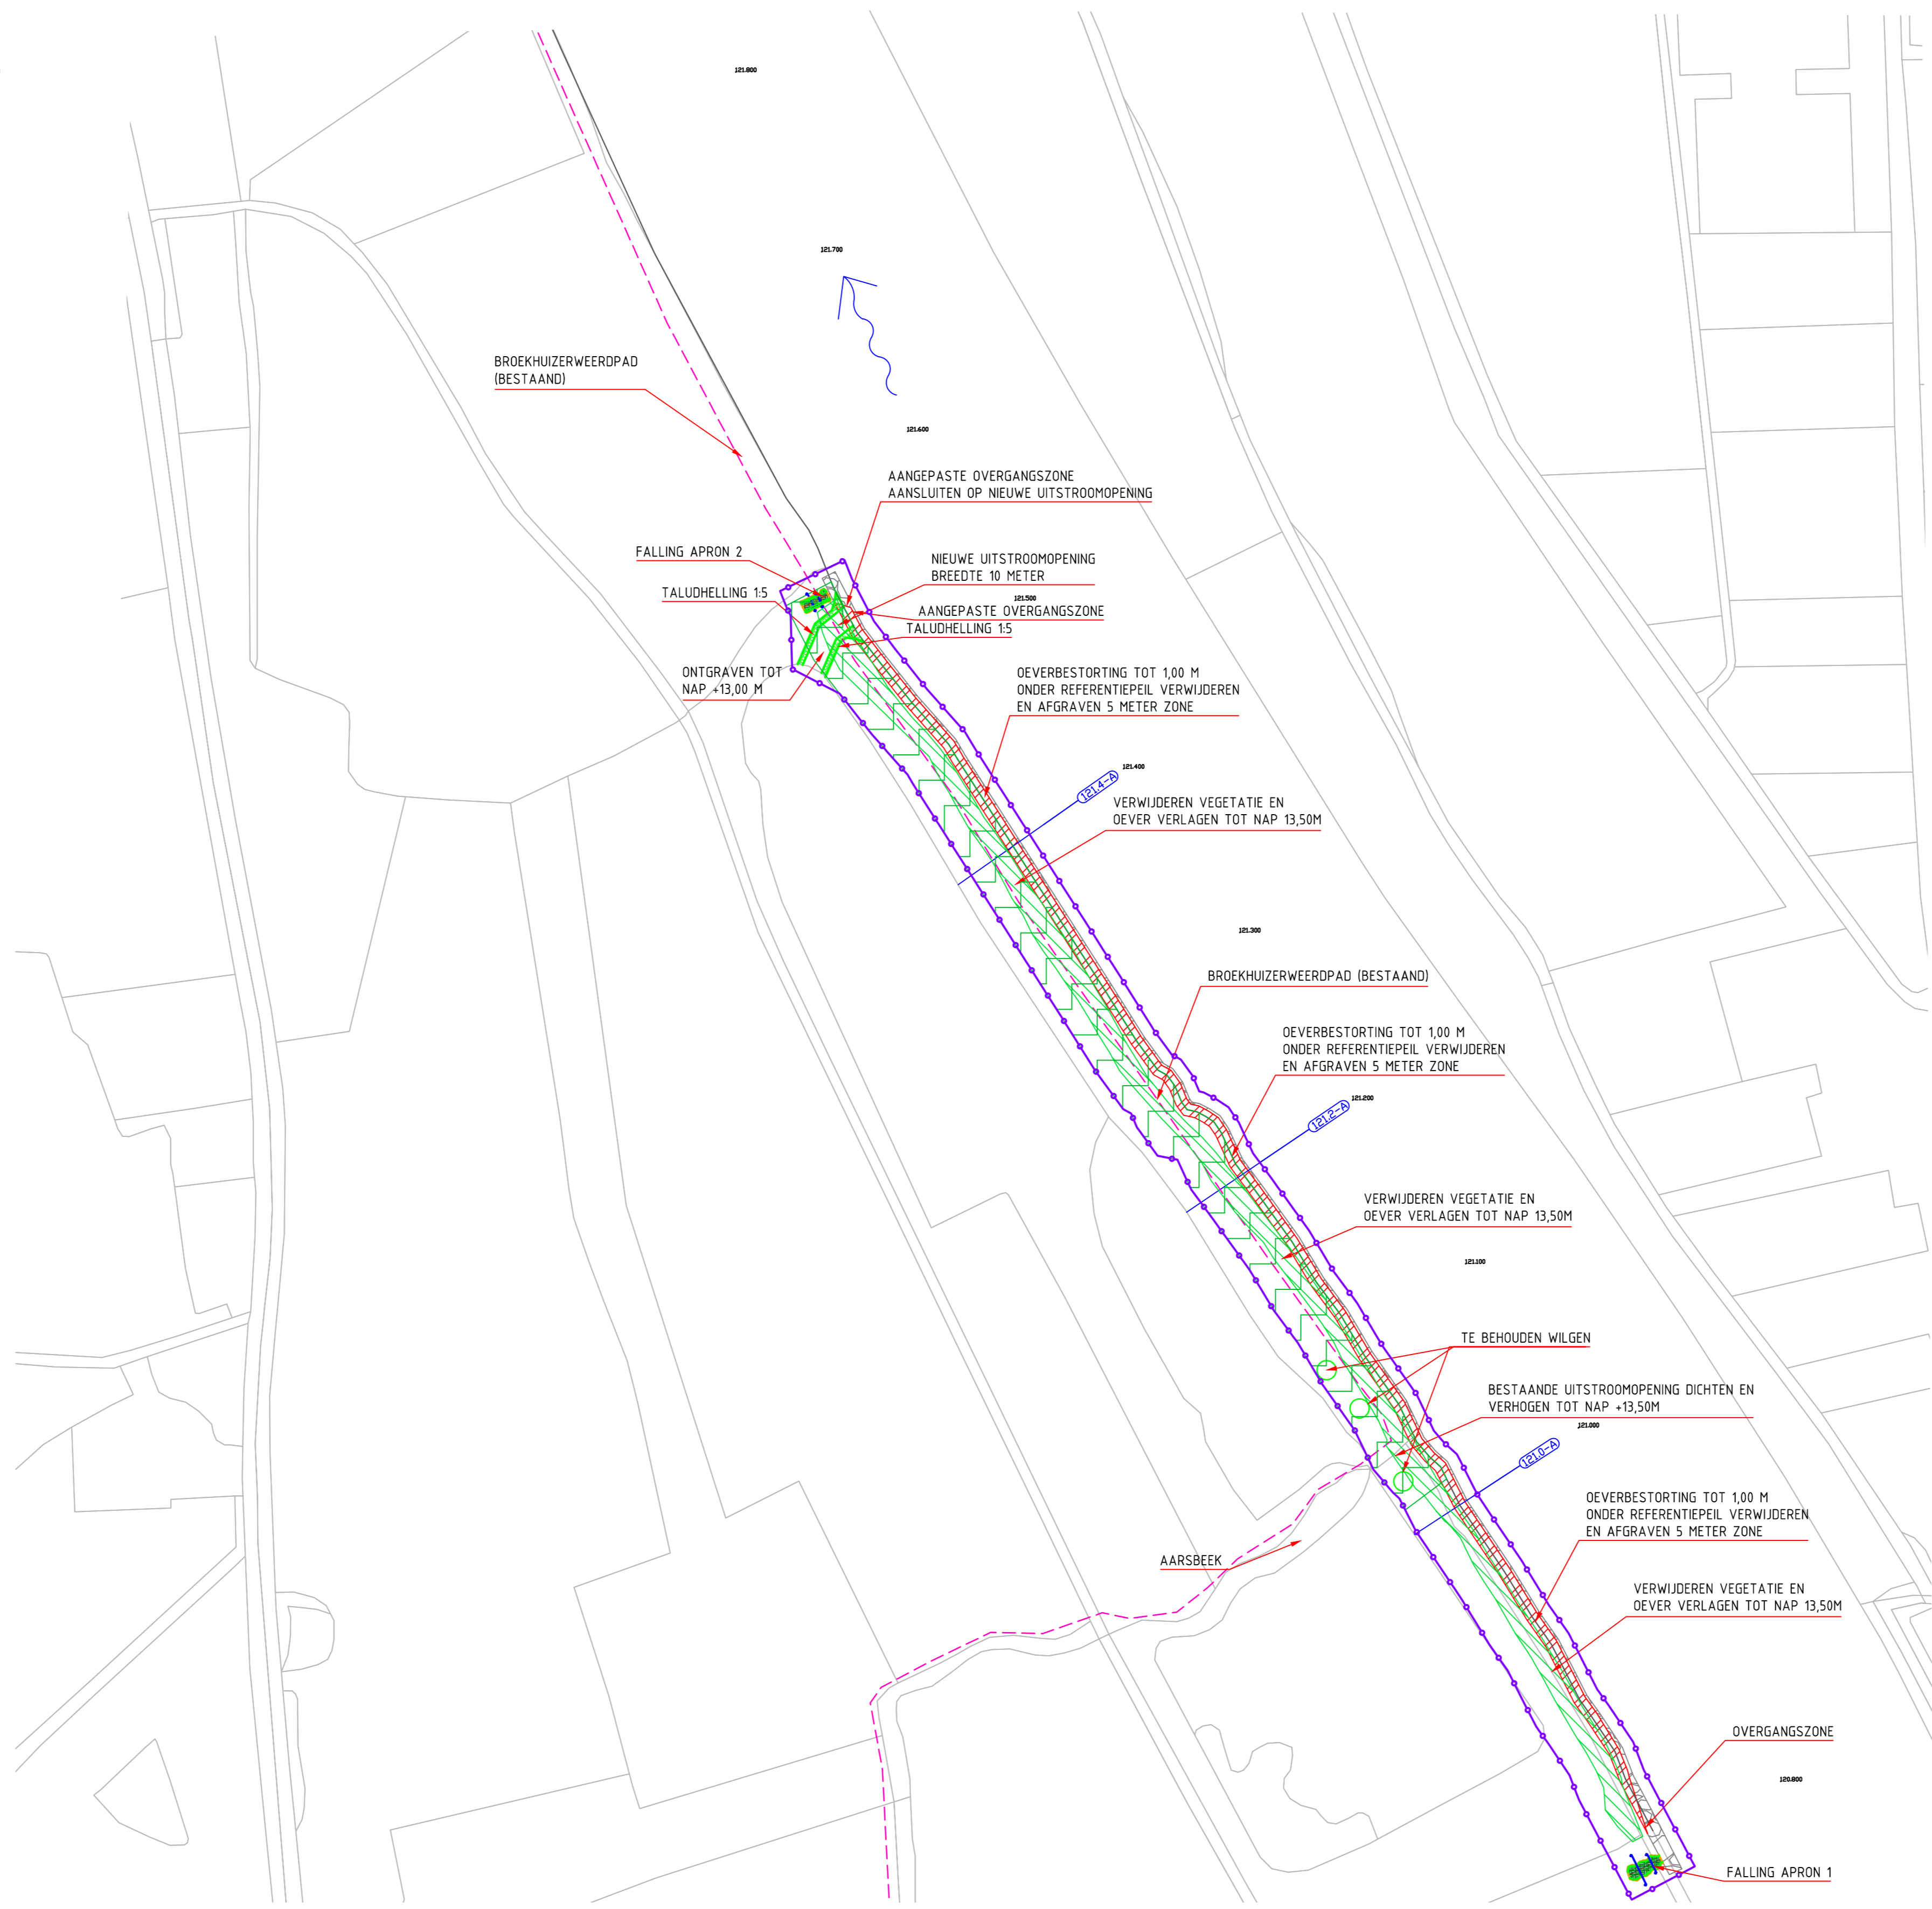 121.800
121.700
BROEKHUIZERWEERDPAD
(BESTAAND)
121.600
AANGEPASTE OVERGANGSZONE
AANSLUITEN OP NIEUWE UITSTROOMOPENING
FALLING APRON 2
NIEUWE UITSTROOMOPENING
BREEDTE 10 METER
TALUDHELLING 1:5
121.500
AANGEPASTE OVERGANGSZONE
TALUDHELLING 1:5
ONTGRAVEN TOT
NAP +13,00 M
OEVERBESTORTING TOT 1,00 M
ONDER REFERENTIEPEIL VERWIJDEREN
EN AFGRAVEN 5 METER ZONE
121.400
121.4-A
VERWIJDEREN VEGETATIE EN
OEVER VERLAGEN TOT NAP 13,50M
121.300
BROEKHUIZERWEERDPAD (BESTAAND)
OEVERBESTORTING TOT 1,00 M
ONDER REFERENTIEPEIL VERWIJDEREN
EN AFGRAVEN 5 METER ZONE
121.200
121.2-A
VERWIJDEREN VEGETATIE EN
OEVER VERLAGEN TOT NAP 13,50M
121.100
TE BEHOUDEN WILGEN
BESTAANDE UITSTROOMOPENING DICHTEN EN
VERHOGEN TOT NAP +13,50M
121.000
121.0-A
OEVERBESTORTING TOT 1,00 M
ONDER REFERENTIEPEIL VERWIJDEREN
EN AFGRAVEN 5 METER ZONE
AARSBEEK
VERWIJDEREN VEGETATIE EN
OEVER VERLAGEN TOT NAP 13,50M
OVERGANGSZONE
120.800
FALLING APRON 1